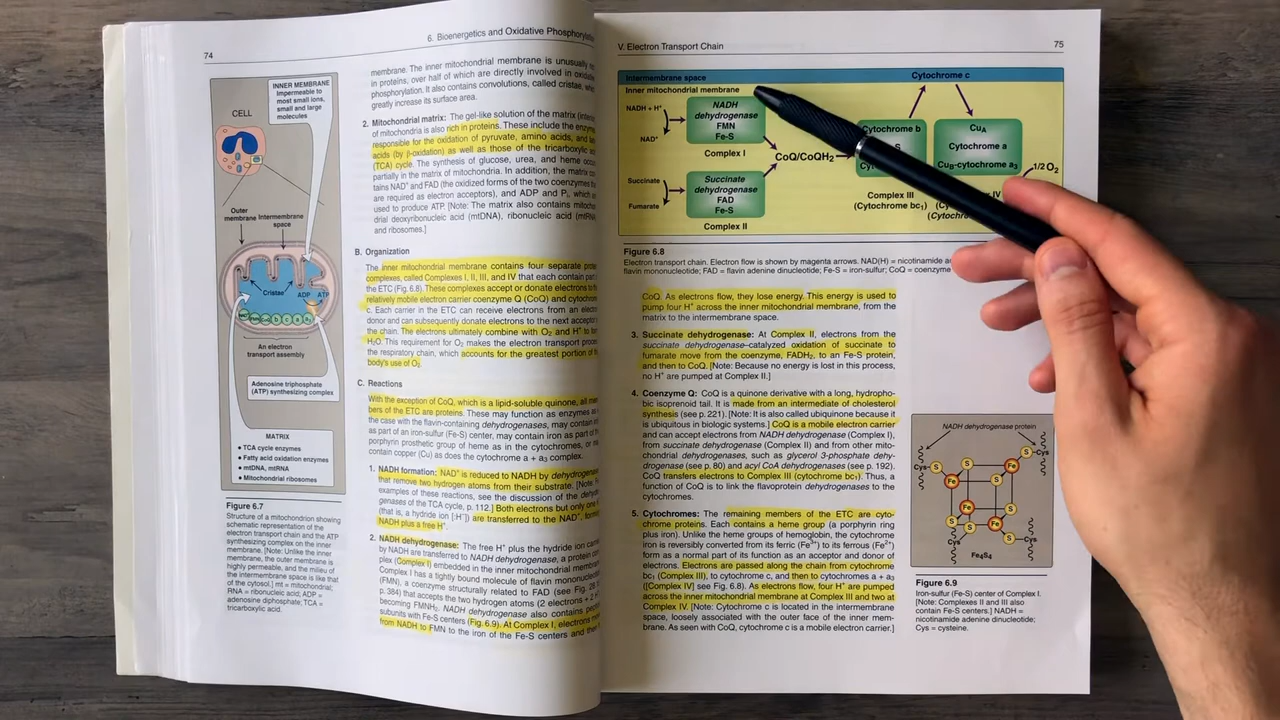 74
6. Bioenergetics and Oxidative
CELL
INNER MEMBRANE
Impermeable to
most small ions,
small and large
molecules
Outer
membrane
Intermembrane
space
Cristae
ADP
ATP
An electron
transport assembly
Adenosine triphosphate
(ATP) synthesizing complex
MATRIX
• TCA cycle enzymes
• Fatty acid oxidation enzymes
• mtDNA, mtRNA
• Mitochondrial ribosomes
Figure 6.7
Structure of a mitochondrion showing
schematic representation of the
electron transport chain and the ATP
synthesizing complex on the inner
membrane. [Note: Unlike the inner
membrane, the outer membrane is
highly permeable, and the milieu of
the intermembrane space is like that
of the cytosol.] mt = mitochondrial;
RNA = ribonucleic acid; ADP =
adenosine diphosphate; TCA =
tricarboxylic acid.
membrane. The inner mitochondrial membrane is unusually
in proteins, over half of which are directly involved in
phosphorylation. It also contains convolutions, called cristae,
greatly increase its surface area.
2. Mitochondrial matrix: The gel-like solution of the matrix
of mitochondria is also rich in proteins. These include the
responsible for the oxidation of pyruvate, amino acids, and
acids (by β-oxidation) as well as those of the tricarboxylic
(TCA) cycle. The synthesis of glucose, urea, and heme
partially in the matrix of mitochondria. In addition, the matrix
tains NAD⁺ and FAD (the oxidized forms of the two coenzymes
are required as electron acceptors), and ADP and Pᵢ, which
used to produce ATP. [Note: The matrix also contains
drial deoxyribonucleic acid (mtDNA), ribonucleic acid
and ribosomes.]
B. Organization
The inner mitochondrial membrane contains four separate
complexes, called Complexes I, II, III, and IV that each contain
the ETC (Fig. 6.8). These complexes accept or donate electrons to
relatively mobile electron carrier coenzyme Q (CoQ) and
c. Each carrier in the ETC can receive electrons from an
donor and can subsequently donate electrons to the next
the chain. The electrons ultimately combine with O₂ and H⁺ to
H₂O. This requirement for O₂ makes the electron transport
the respiratory chain, which accounts for the greatest portion of
body's use of O₂.
C. Reactions
With the exception of CoQ, which is a lipid-soluble quinone, all
bers of the ETC are proteins. These may function as enzymes as
the case with the flavin-containing dehydrogenases, may contain
as part of an iron-sulfur (Fe-S) center, may contain iron as part of
porphyrin prosthetic group of heme as in the cytochromes, or
contain copper (Cu) as does the cytochrome a + a₃ complex.
1. NADH formation: NAD⁺ is reduced to NADH by
that remove two hydrogen atoms from their substrate. [Note:
examples of these reactions, see the discussion of the
genases of the TCA cycle, p. 112.] Both electrons but only one
(that is, a hydride ion [:H⁻]) are transferred to the NAD⁺,
NADH plus a free H⁺.
2. NADH dehydrogenase: The free H⁺ plus the hydride ion
by NADH are transferred to NADH dehydrogenase, a protein
plex (Complex I) embedded in the inner mitochondrial
Complex I has a tightly bound molecule of flavin
(FMN), a coenzyme structurally related to FAD (see Fig.
p. 384) that accepts the two hydrogen atoms (2 electrons + 2
becoming FMNH₂. NADH dehydrogenase also contains
subunits with Fe-S centers (Fig. 6.9). At Complex I, electrons
from NADH to FMN to the iron of the Fe-S centers and then
V. Electron Transport Chain
75
Intermembrane space
Cytochrome c
Inner mitochondrial membrane
NADH + H⁺
NAD⁺
NADH
dehydrogenase
FMN
Fe-S
Complex I
Succinate
Fumarate
Succinate
dehydrogenase
FAD
Fe-S
Complex II
CoQ/CoQH₂
Cytochrome b
Complex III
(Cytochrome bc₁)
Cuₐ
Cytochrome a
Cu_B-cytochrome a₃
1/2 O₂
IV
Figure 6.8
Electron transport chain. Electron flow is shown by magenta arrows. NAD(H) = nicotinamide
flavin mononucleotide; FAD = flavin adenine dinucleotide; Fe-S = iron-sulfur; CoQ = coenzyme
CoQ. As electrons flow, they lose energy. This energy is used to
pump four H⁺ across the inner mitochondrial membrane, from the
matrix to the intermembrane space.
3. Succinate dehydrogenase: At Complex II, electrons from the
succinate dehydrogenase–catalyzed oxidation of succinate to
fumarate move from the coenzyme, FADH₂, to an Fe-S protein,
and then to CoQ. [Note: Because no energy is lost in this process,
no H⁺ are pumped at Complex II.]
4. Coenzyme Q: CoQ is a quinone derivative with a long, hydropho-
bic isoprenoid tail. It is made from an intermediate of cholesterol
synthesis (see p. 221). [Note: It is also called ubiquinone because it
is ubiquitous in biologic systems.] CoQ is a mobile electron carrier
and can accept electrons from NADH dehydrogenase (Complex I),
from succinate dehydrogenase (Complex II) and from other mito-
chondrial dehydrogenases, such as glycerol 3-phosphate dehy-
drogenase (see p. 80) and acyl CoA dehydrogenases (see p. 192).
CoQ transfers electrons to Complex III (cytochrome bc₁). Thus, a
function of CoQ is to link the flavoprotein dehydrogenases to the
cytochromes.
5. Cytochromes: The remaining members of the ETC are cyto-
chrome proteins. Each contains a heme group (a porphyrin ring
plus iron). Unlike the heme groups of hemoglobin, the cytochrome
iron is reversibly converted from its ferric (Fe³⁺) to its ferrous (Fe²⁺)
form as a normal part of its function as an acceptor and donor of
electrons. Electrons are passed along the chain from cytochrome
bc₁ (Complex III), to cytochrome c, and then to cytochromes a + a₃
([Complex IV] see Fig. 6.8). As electrons flow, four H⁺ are pumped
across the inner mitochondrial membrane at Complex III and two at
Complex IV. [Note: Cytochrome c is located in the intermembrane
space, loosely associated with the outer face of the inner mem-
brane. As seen with CoQ, cytochrome c is a mobile electron carrier.]
NADH dehydrogenase protein
Cys
S
S
Fe
S
Cys
Fe
S
Fe
S
S
S
Fe
S
Cys
Cys
Fe₄S₄
Figure 6.9
Iron-sulfur (Fe-S) center of Complex I.
[Note: Complexes II and III also
contain Fe-S centers.] NADH =
nicotinamide adenine dinucleotide;
Cys = cysteine.